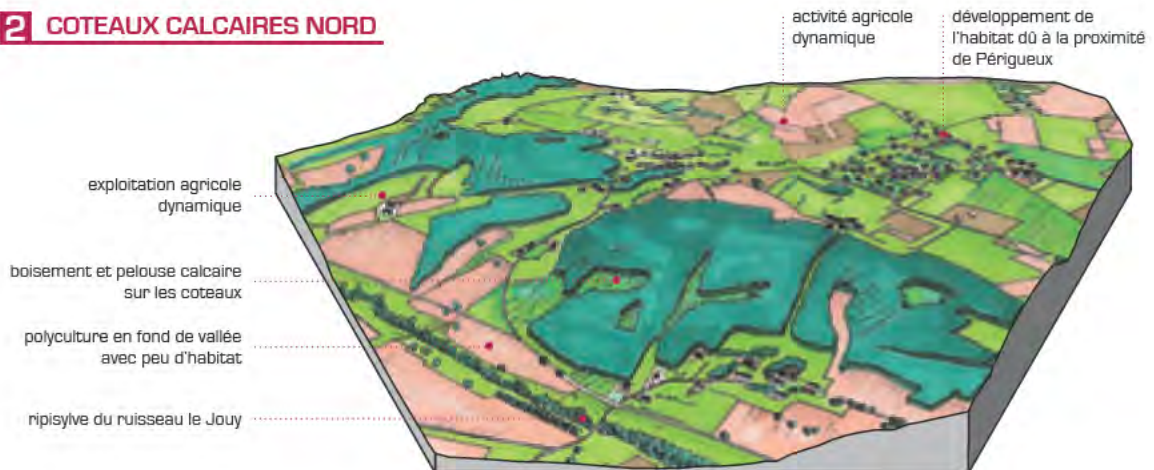 2 COTEAUX CALCAIRES NORD
activité agricole
dynamique
développement de
l'habitat dû à la proximité
de Périgueux
exploitation agricole
dynamique
boisement et pelouse calcaire
sur les coteaux
polyculture en fond de vallée
avec peu d'habitat
ripisylve du ruisseau le Jouy